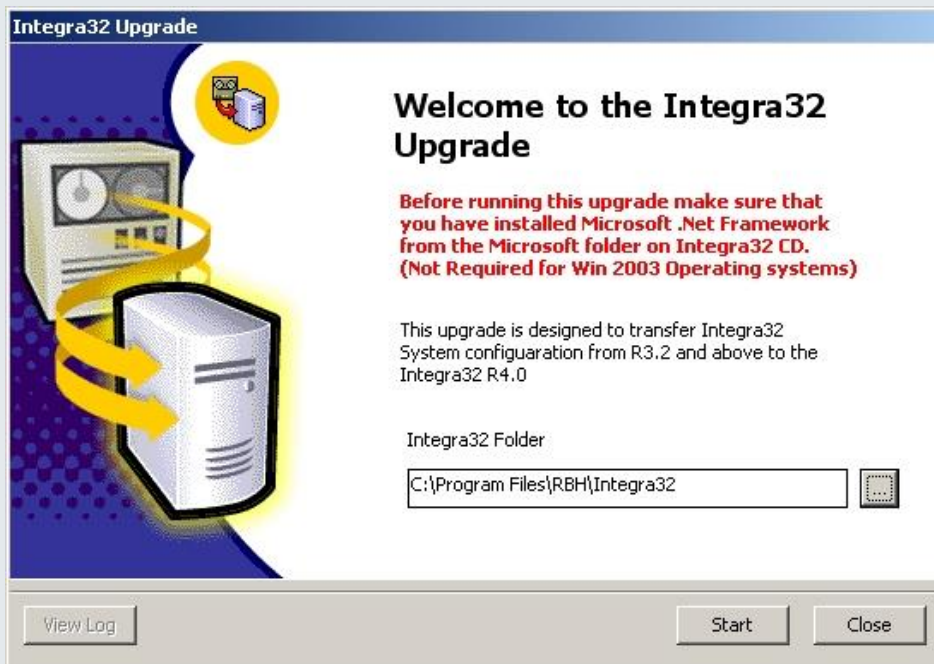 Integra32 Upgrade
Welcome to the Integra32
Upgrade
Before running this upgrade make sure that
you have installed Microsoft .Net Framework
from the Microsoft folder on Integra32 CD.
(Not Required for Win 2003 Operating systems)
This upgrade is designed to transfer Integra32
System configuaration from R3.2 and above to the
Integra32 R4.0
Integra32 Folder
C:\Program Files\RBH\Integra32
...
View Log
Start
Close